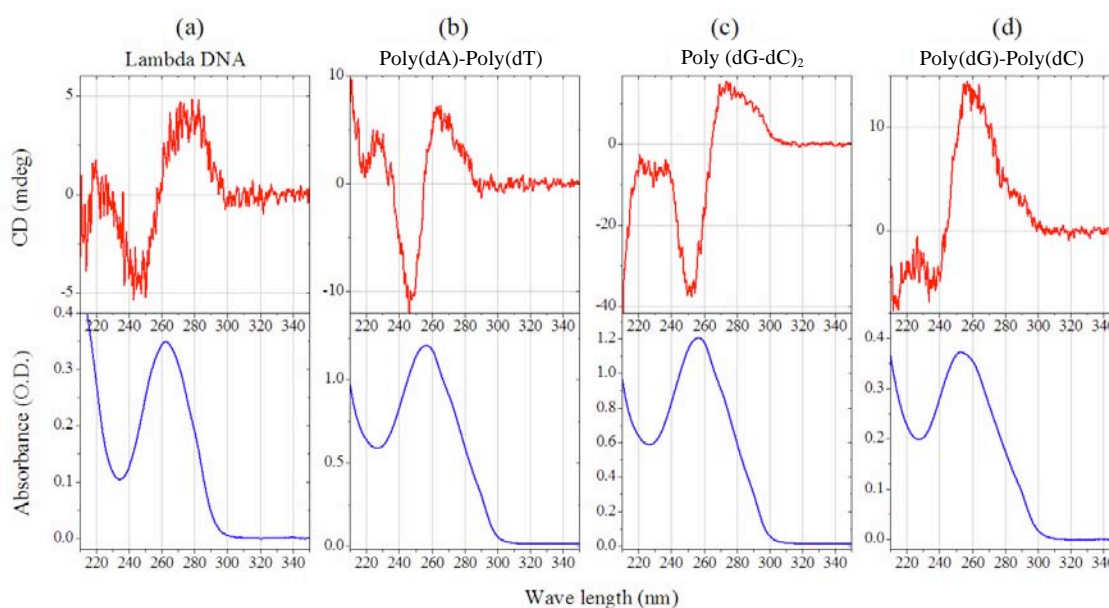 (a) (b) (c) (d)
Lambda DNA Poly(dA)-Poly(dT) Poly (dG-dC)₂ Poly(dG)-Poly(dC)
CD (mdeg)
5
0
-5
10
0
-10
0
-20
-40
10
0
220 240 260 280 300 320 340
220 240 260 280 300 320 340
220 240 260 280 300 320 340
220 240 260 280 300 320 340
Absorbance (O.D.)
0.4
0.3
0.2
0.1
0.0
1.0
0.5
0.0
1.2
1.0
0.8
0.6
0.4
0.2
0.0
0.4
0.3
0.2
0.1
0.0
220 240 260 280 300 320 340
220 240 260 280 300 320 340
220 240 260 280 300 320 340
220 240 260 280 300 320 340
Wave length (nm)